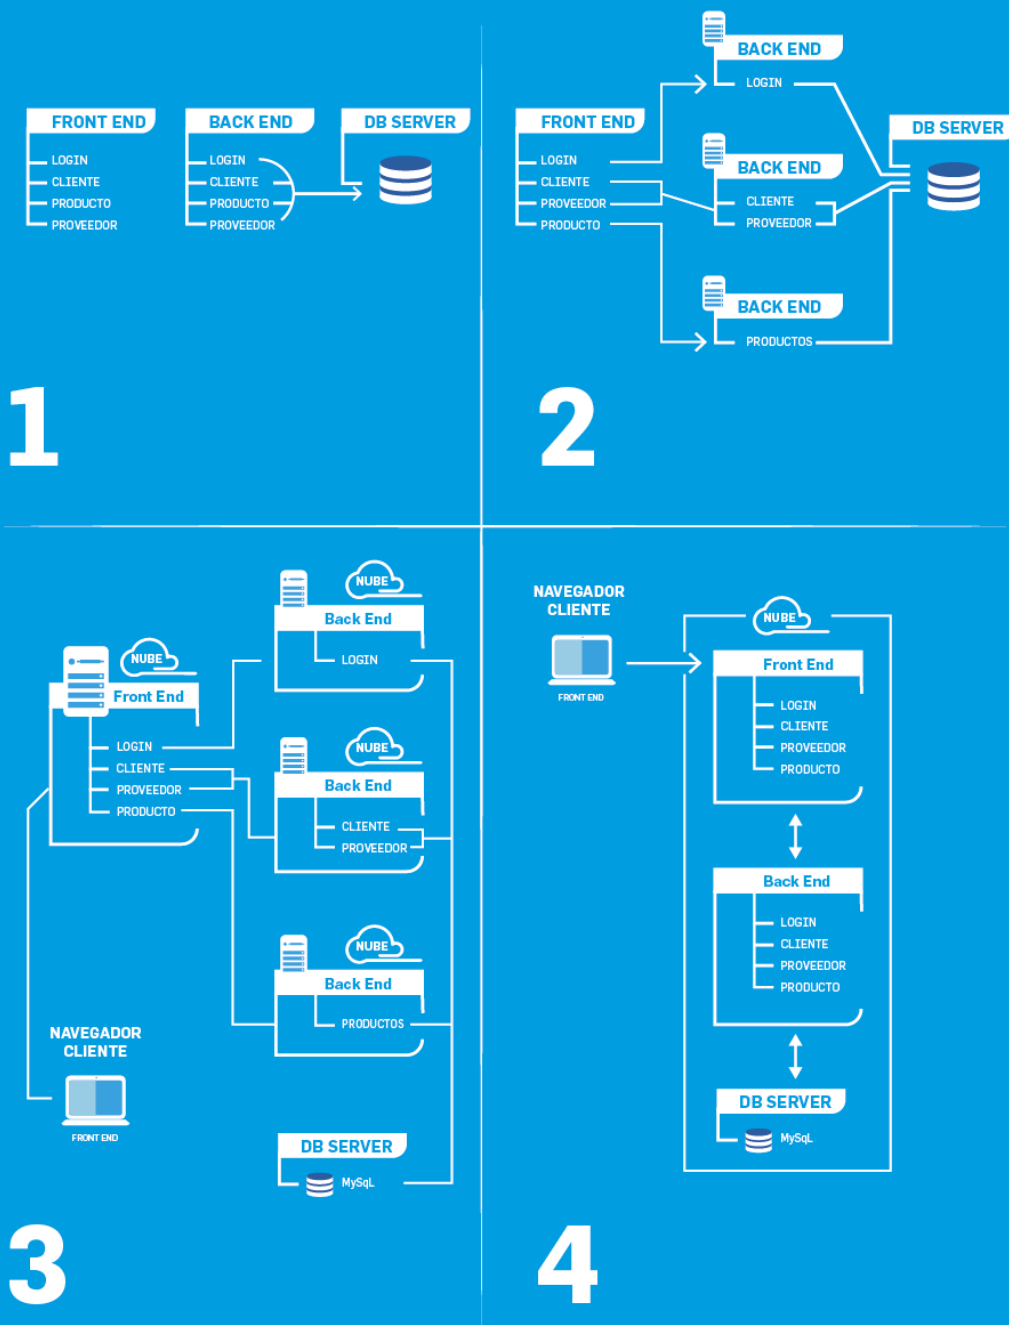 FRONT END
LOGIN
CLIENTE
PRODUCTO
PROVEEDOR
BACK END
LOGIN
CLIENTE
PRODUCTO
PROVEEDOR
DB SERVER
1
FRONT END
LOGIN
CLIENTE
PROVEEDOR
PRODUCTO
BACK END
LOGIN
BACK END
CLIENTE
PROVEEDOR
BACK END
PRODUCTOS
DB SERVER
2
NUBE
Front End
LOGIN
CLIENTE
PROVEEDOR
PRODUCTO
NUBE
Back End
LOGIN
NUBE
Back End
CLIENTE
PROVEEDOR
NUBE
Back End
PRODUCTOS
NAVEGADOR
CLIENTE
FRONT END
DB SERVER
MySqL
3
NAVEGADOR
CLIENTE
FRONT END
NUBE
Front End
LOGIN
CLIENTE
PROVEEDOR
PRODUCTO
Back End
LOGIN
CLIENTE
PROVEEDOR
PRODUCTO
DB SERVER
MySqL
4